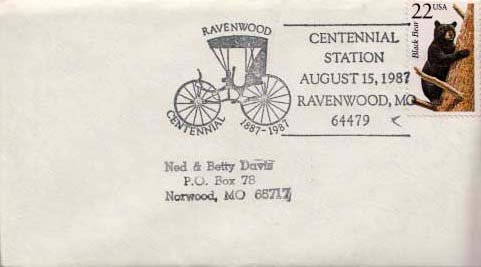 RAVENWOOD
CENTENNIAL 1887-1987
CENTENNIAL
STATION
AUGUST 15, 1987
RAVENWOOD, MO
64479
22 USA
Black Bear
Ned & Betty Davis
P.O. Box 78
Norwood, MO 65717